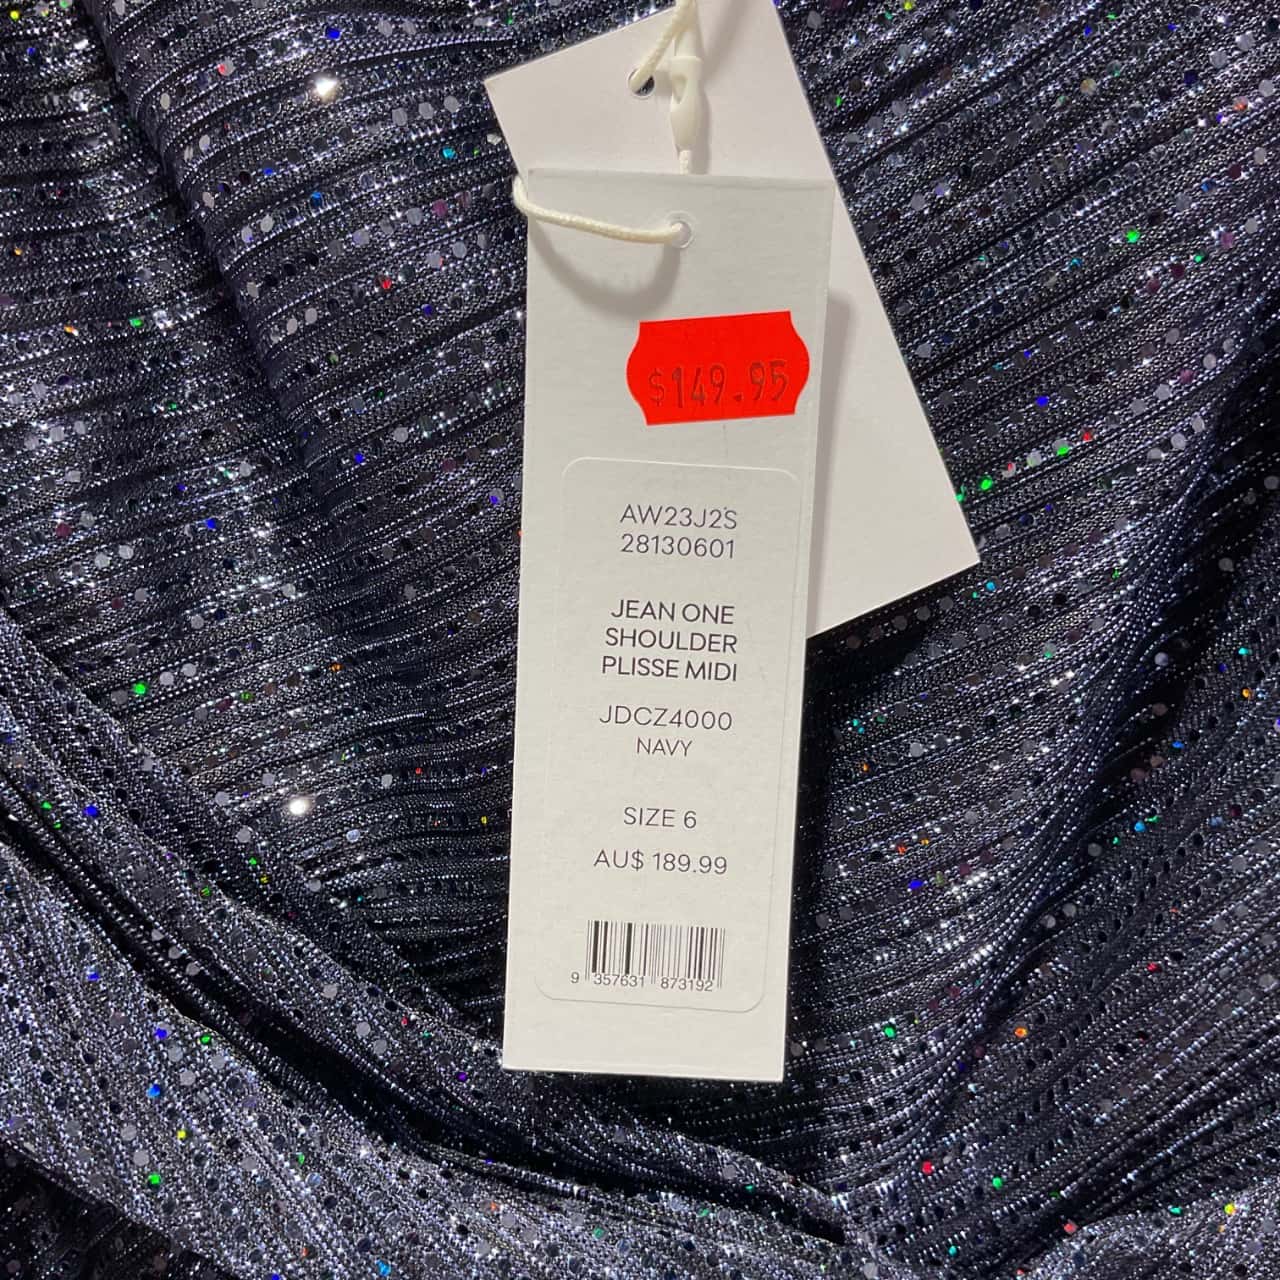 $149.95
AW23J2S
28130601
JEAN ONE
SHOULDER
PLISSE MIDI
JDCZ4000
NAVY
SIZE 6
AU$ 189.99
9 357631 873192